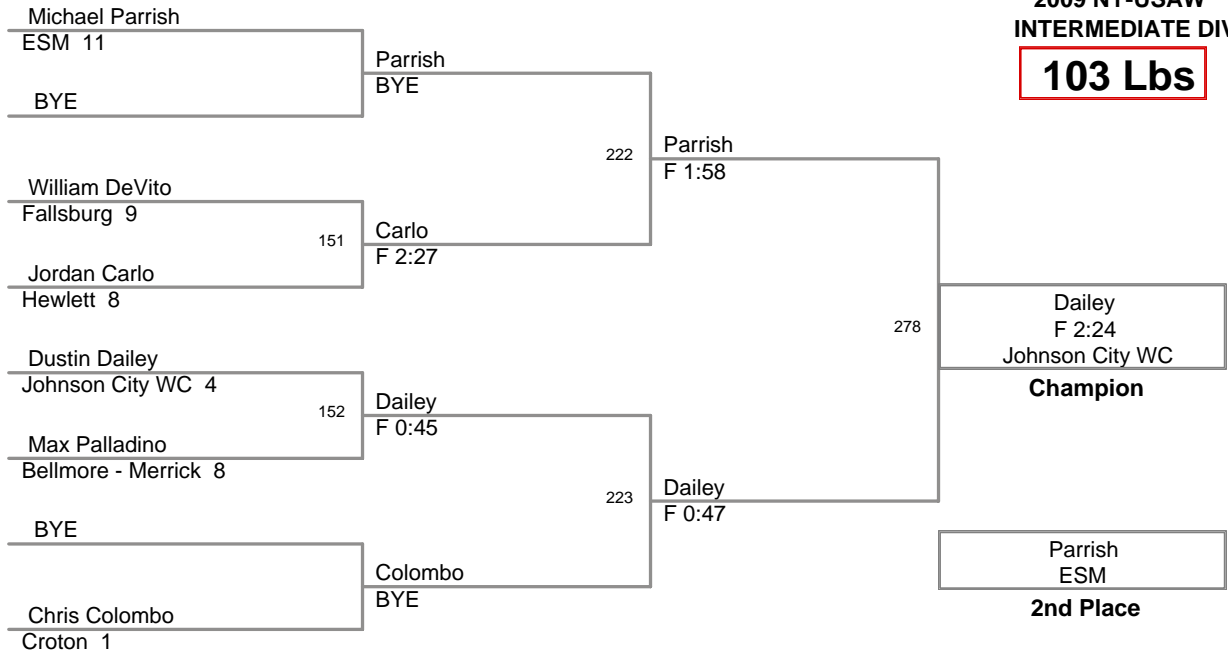 2009 NY-USAW
INTERMEDIATE DIV
103 Lbs
Michael Parrish
ESM 11
BYE
Parrish
BYE
William DeVito
Fallsburg 9
151
Jordan Carlo
Hewlett 8
Carlo
F 2:27
222
Parrish
F 1:58
Dustin Dailey
Johnson City WC 4
152
Max Palladino
Bellmore - Merrick 8
Dailey
F 0:45
BYE
Chris Colombo
Croton 1
Colombo
BYE
223
Dailey
F 0:47
278
Dailey
F 2:24
Johnson City WC
Champion
Parrish
ESM
2nd Place